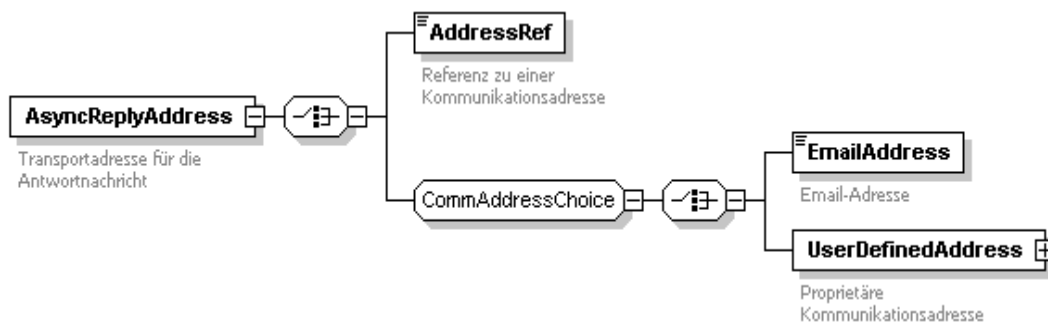 AddressRef
Referenz zu einer
Kommunikationsadresse
AsyncReplyAddress
Transportadresse für die
Antwortnachricht
CommAddressChoice
EmailAddress
Email-Adresse
UserDefinedAddress
Proprietäre
Kommunikationsadresse